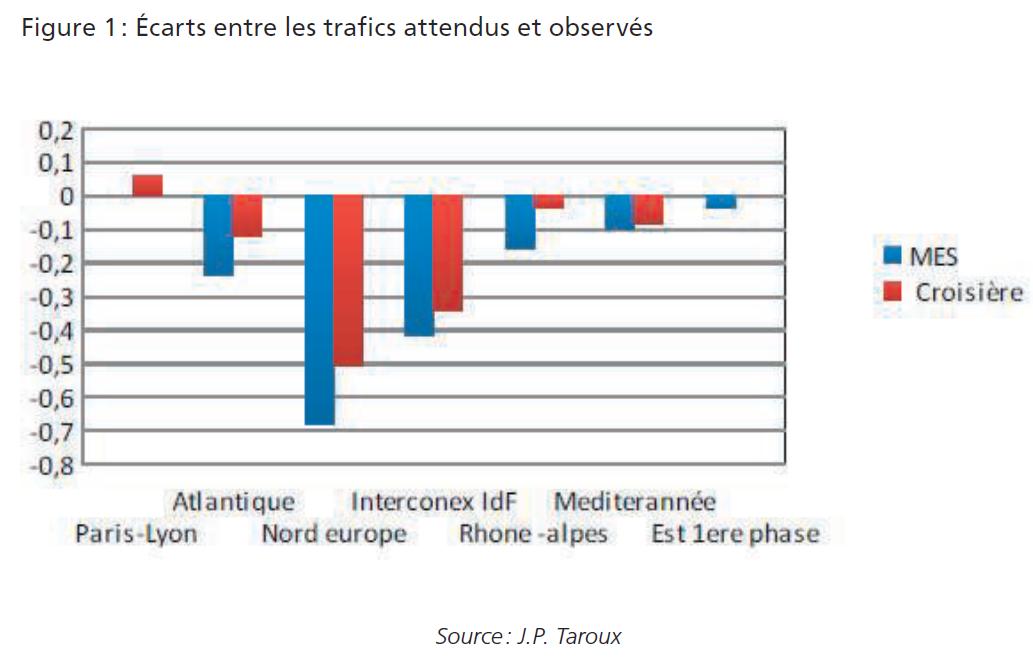 Figure 1 : Écarts entre les trafics attendus et observés
0,2
0,1
0
-0,1
-0,2
-0,3
-0,4
-0,5
-0,6
-0,7
-0,8
MES
Croisière
Atlantique Interconex IdF Mediterannée
Paris-Lyon Nord europe Rhone -alpes Est 1ere phase
Source : J.P. Taroux